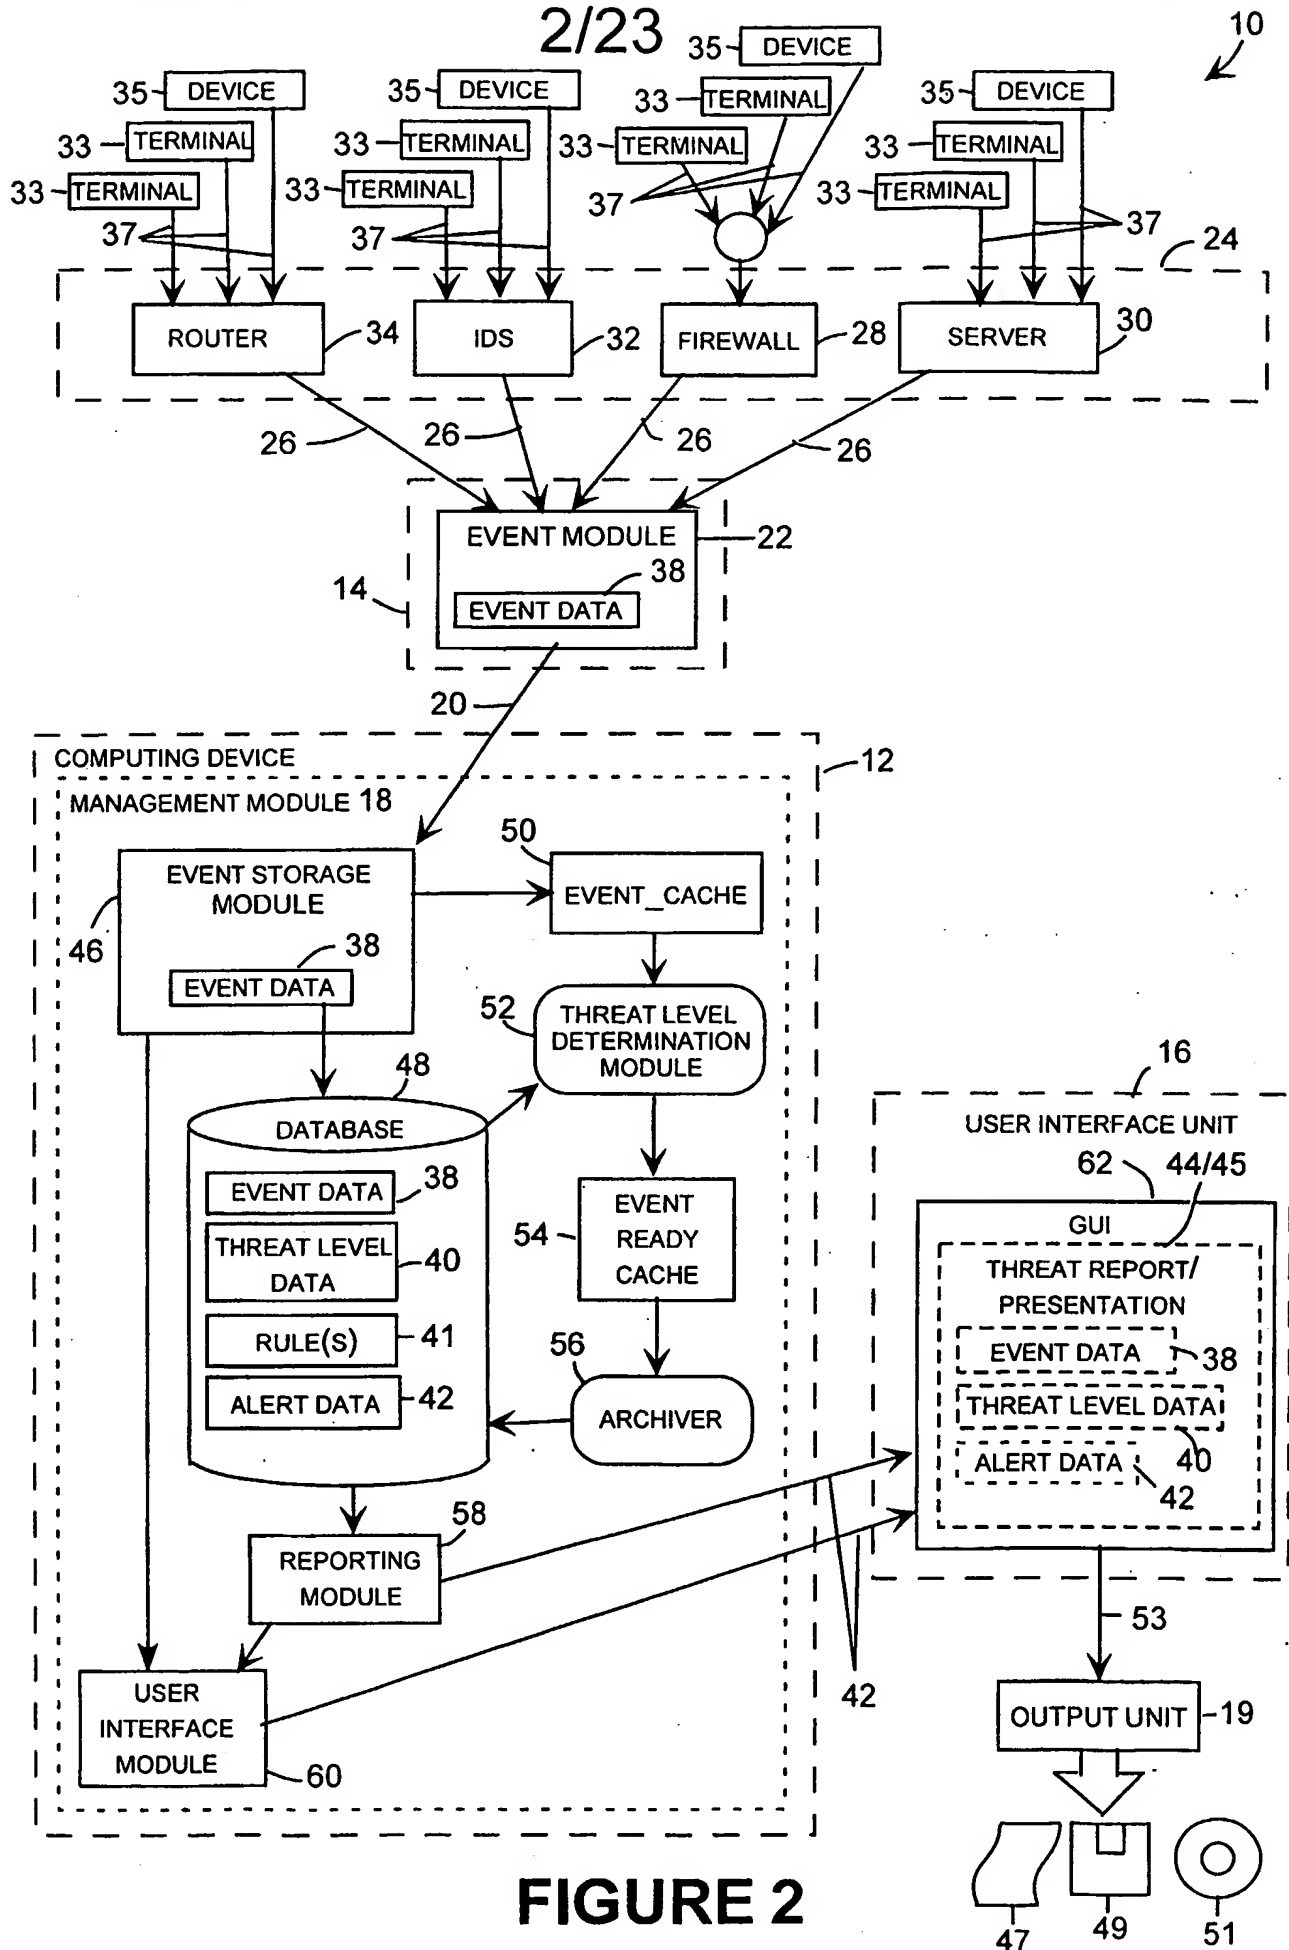 2/23
10
35 DEVICE
35 DEVICE
35 DEVICE
35 DEVICE
33 TERMINAL
33 TERMINAL
33 TERMINAL
33 TERMINAL
33 TERMINAL
33 TERMINAL
33 TERMINAL
33 TERMINAL
37
37
37
37
24
ROUTER 34
IDS 32
FIREWALL 28
SERVER 30
26
26
26
26
EVENT MODULE 22
38
14
EVENT DATA
20
COMPUTING DEVICE
12
MANAGEMENT MODULE 18
50
EVENT STORAGE
MODULE
EVENT_CACHE
46
38
EVENT DATA
52
THREAT LEVEL
DETERMINATION
MODULE
48
DATABASE
EVENT DATA 38
THREAT LEVEL
DATA
40
RULE(S) 41
ALERT DATA 42
54
EVENT
READY
CACHE
56
ARCHIVER
58
REPORTING
MODULE
USER
INTERFACE
MODULE
60
42
16
USER INTERFACE UNIT
62
44/45
GUI
THREAT REPORT/
PRESENTATION
EVENT DATA 38
THREAT LEVEL DATA
40
ALERT DATA
42
53
OUTPUT UNIT 19
47
49
51
FIGURE 2